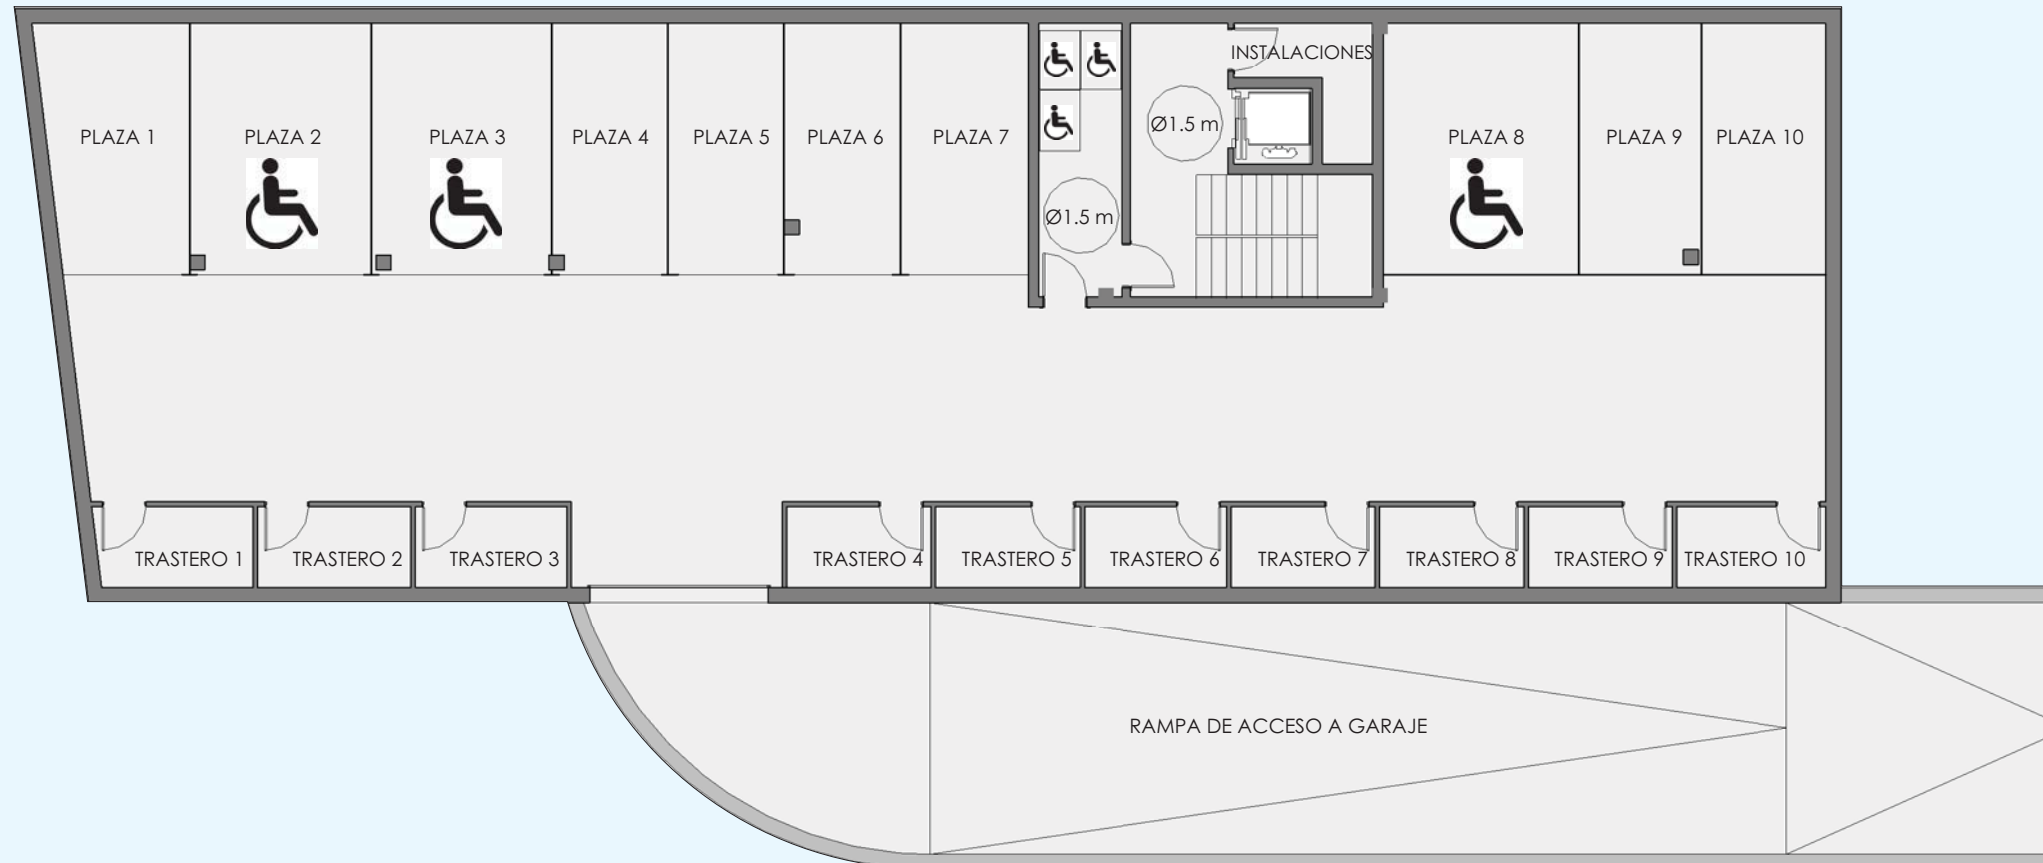 INSTALACIONES
PLAZA 1
PLAZA 2
PLAZA 3
PLAZA 4
PLAZA 5
PLAZA 6
PLAZA 7
Ø1.5 m
PLAZA 8
PLAZA 9
PLAZA 10
Ø1.5 m
TRASTERO 1
TRASTERO 2
TRASTERO 3
TRASTERO 4
TRASTERO 5
TRASTERO 6
TRASTERO 7
TRASTERO 8
TRASTERO 9
TRASTERO 10
RAMPA DE ACCESO A GARAJE